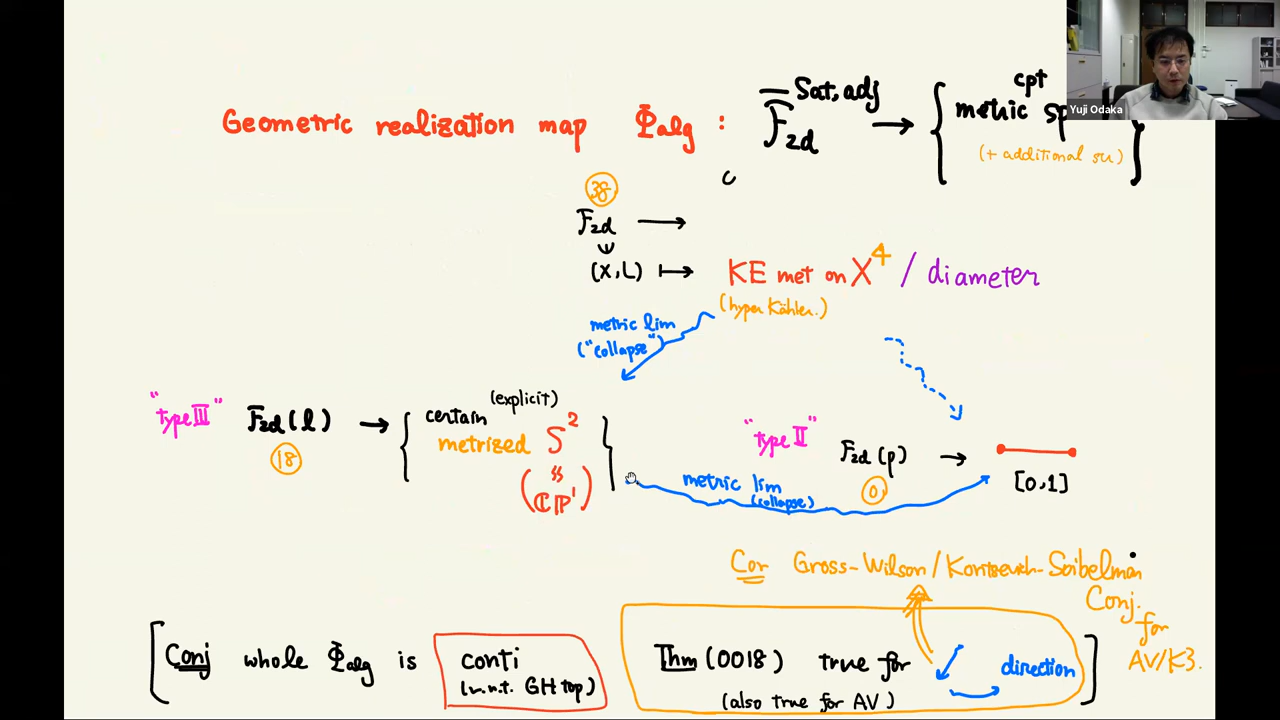 Sat, adj
Geometric realization map Φalg : F2d → { cpt
metric sp
(+ additional
}
Yuji Odaka
38
F2d →
(X, L) ↦ KE met on X⁴ / diameter
(hyper Kähler.)
metric lim
("collapse")
"type III" F2d(l) → { certain (explicit)
metrized S²
(CP¹) }
18
"type II" F2d(p) → [0,1]
0
metric lim
(collapse)
Cor Gross-Wilson/Kontsevich-Soibelman
Conj.
for
AV/K3.
[ Conj whole Φalg is conti
(w.r.t. GH top)
Thm (OO18) true for direction ]
(also true for AV)